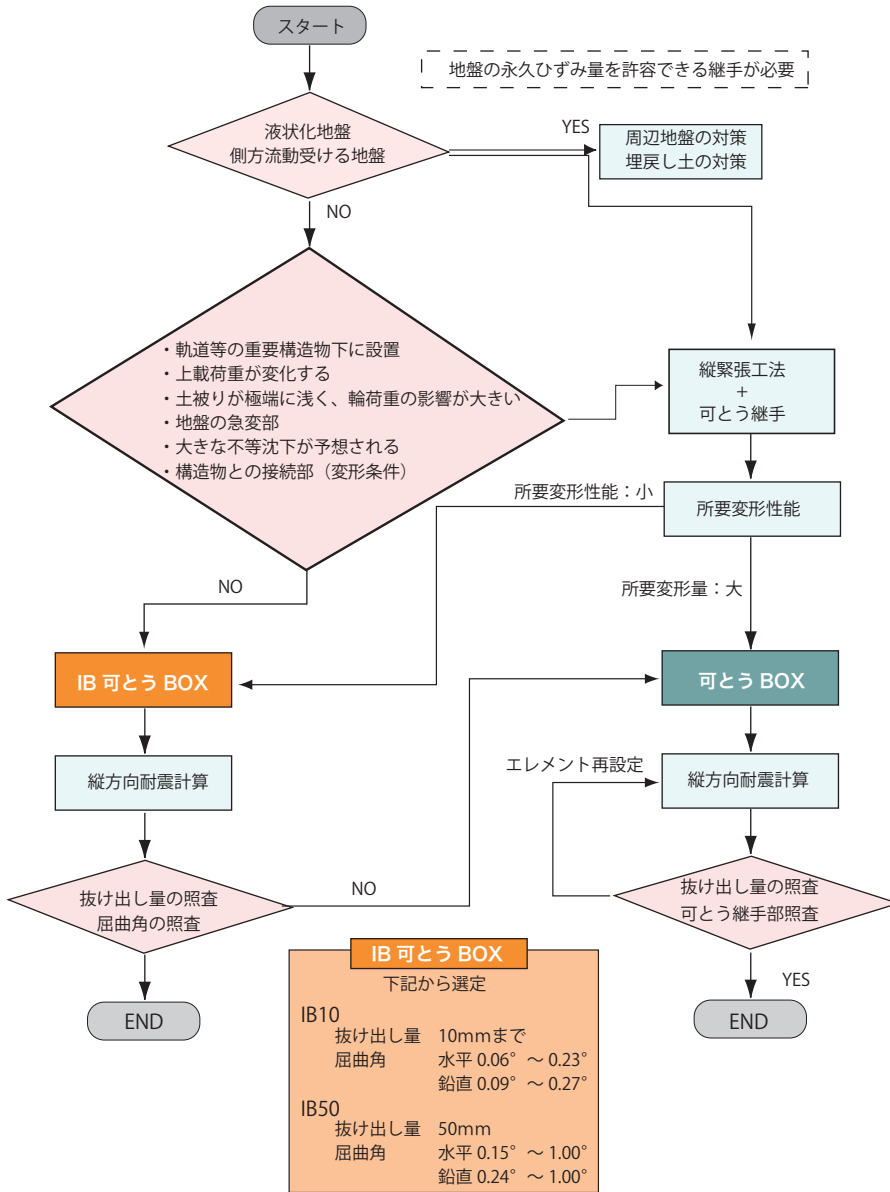 スタート
地盤の永久ひずみ量を許容できる継手が必要
液状化地盤
側方流動受ける地盤
YES
周辺地盤の対策
埋戻し土の対策
NO
・軌道等の重要構造物下に設置
・上載荷重が変化する
・土被りが極端に浅く、輪荷重の影響が大きい
・地盤の急変部
・大きな不等沈下が予想される
・構造物との接続部（変形条件）
縦緊張工法
+
可とう継手
所要変形性能：小
所要変形性能
NO
所要変形量：大
IB 可とう BOX
可とう BOX
縦方向耐震計算
エレメント再設定
縦方向耐震計算
抜け出し量の照査
屈曲角の照査
NO
抜け出し量の照査
可とう継手部照査
YES
END
END
IB 可とう BOX
下記から選定
IB10
抜け出し量 10mmまで
屈曲角 水平 0.06° ～ 0.23°
鉛直 0.09° ～ 0.27°
IB50
抜け出し量 50mm
屈曲角 水平 0.15° ～ 1.00°
鉛直 0.24° ～ 1.00°